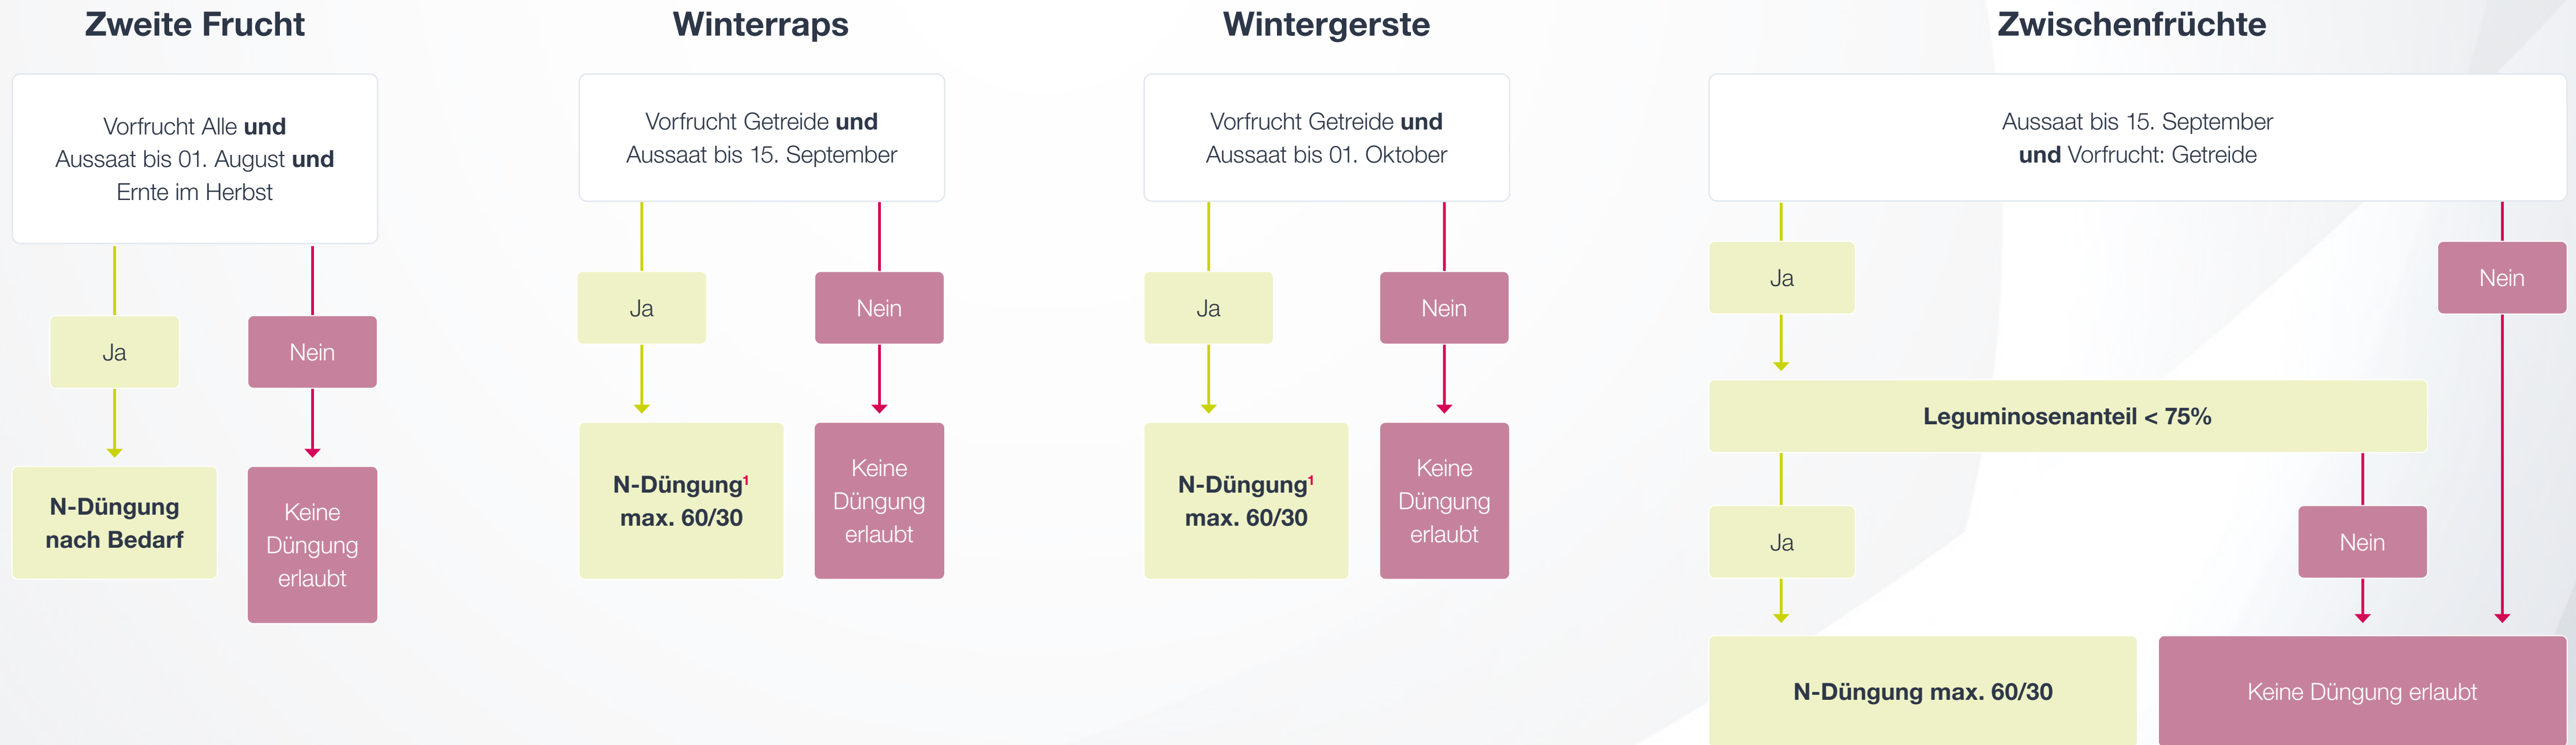 Zweite Frucht
Vorfrucht Alle und
Aussaat bis 01. August und
Ernte im Herbst
Ja
Nein
N-Düngung
nach Bedarf
Keine
Düngung
erlaubt
Winterraps
Vorfrucht Getreide und
Aussaat bis 15. September
Ja
Nein
N-Düngung¹
max. 60/30
Keine
Düngung
erlaubt
Wintergerste
Vorfrucht Getreide und
Aussaat bis 01. Oktober
Ja
Nein
N-Düngung¹
max. 60/30
Keine
Düngung
erlaubt
Zwischenfrüchte
Aussaat bis 15. September
und Vorfrucht: Getreide
Ja
Nein
Leguminosenanteil < 75%
Ja
Nein
N-Düngung max. 60/30
Keine Düngung erlaubt